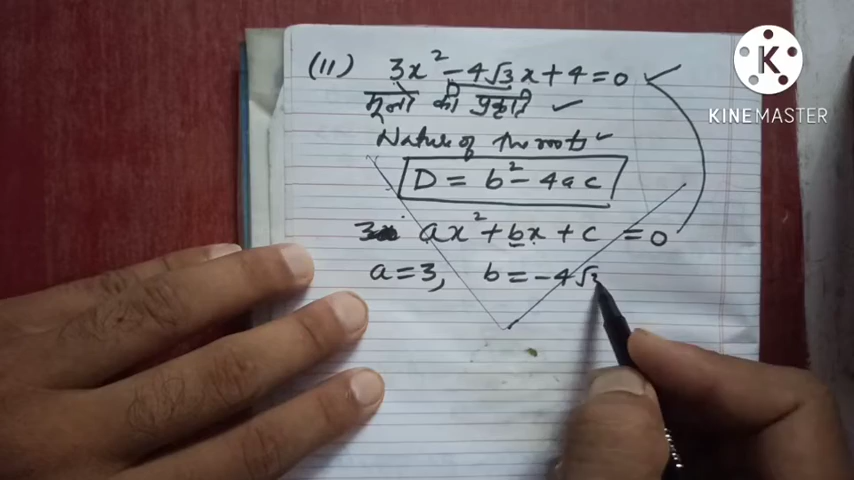 (11) 3x² - 4√3x + 4 = 0 ✓
मूलों की प्रकृति ✓
KINEMASTER
Nature of the roots ✓
D = b² - 4ac
ax² + bx + c = 0
a = 3, b = -4√3